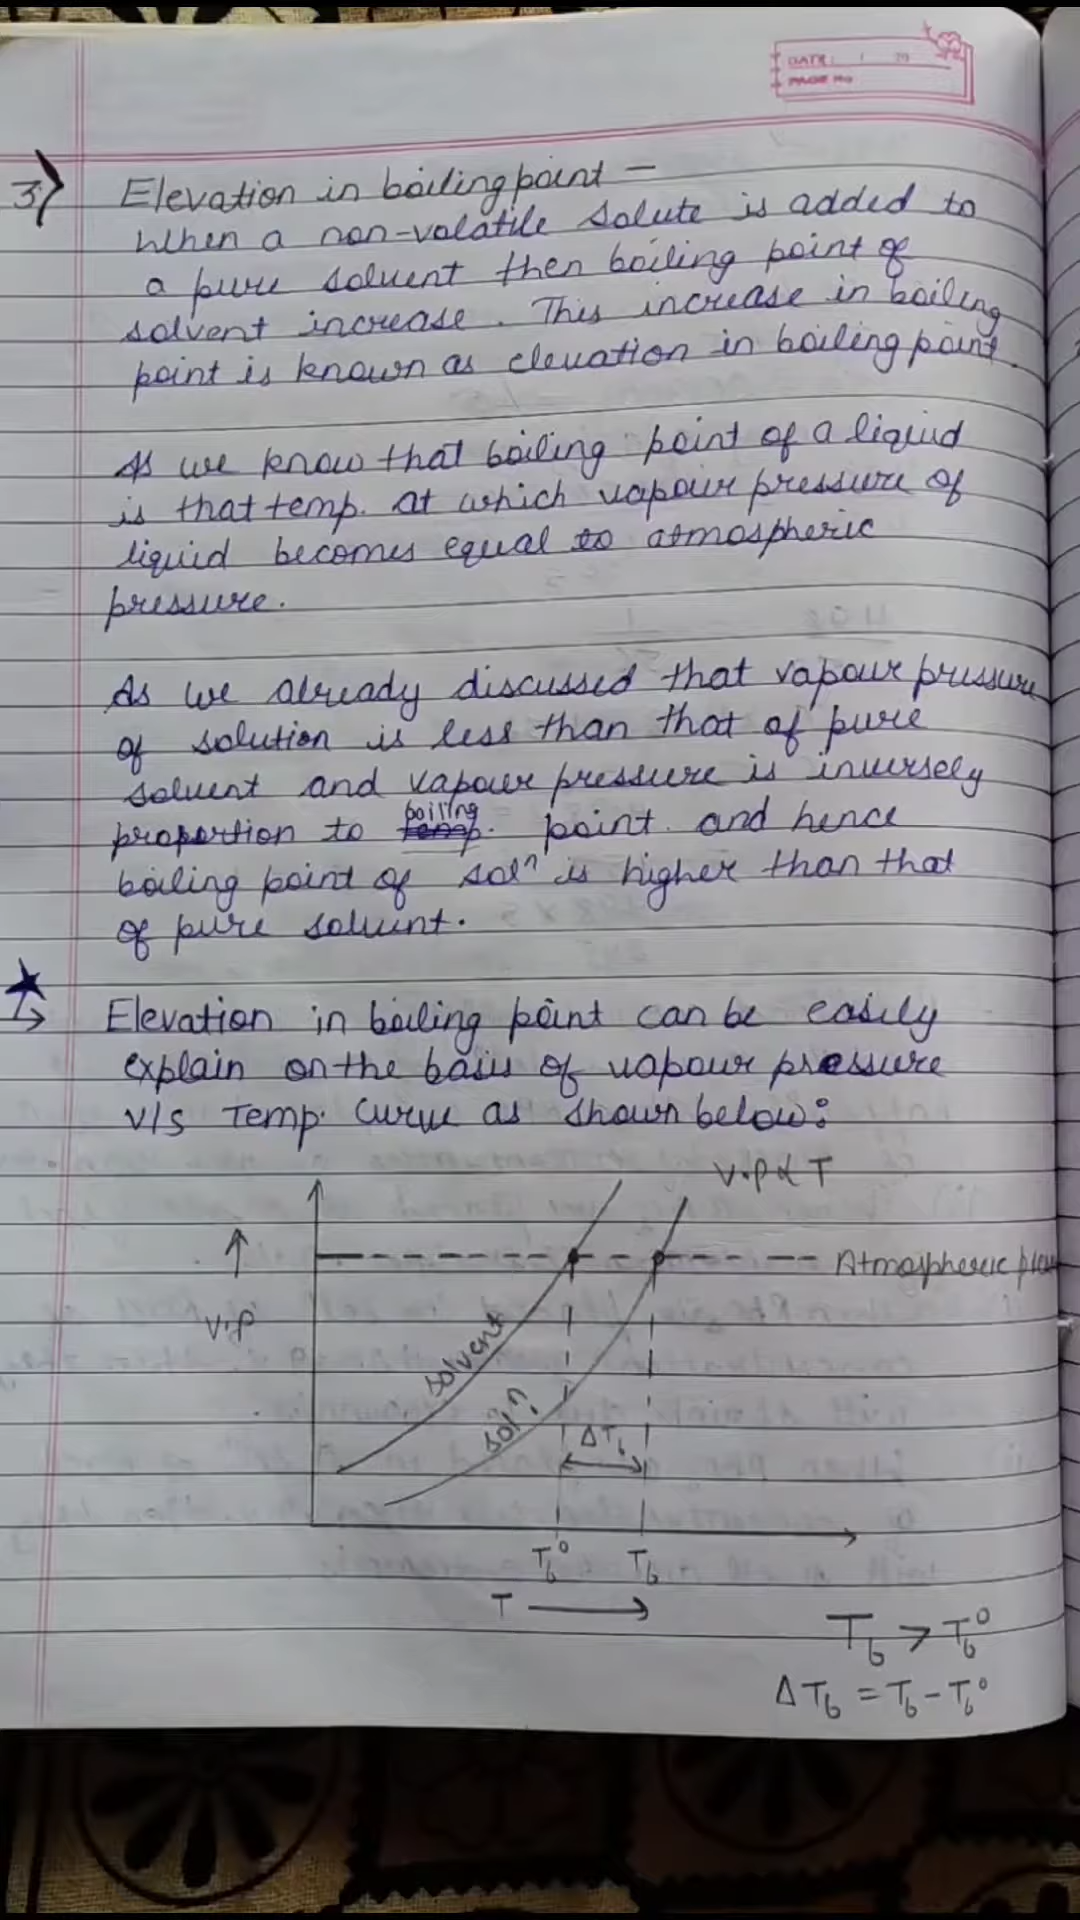 DATE:
PAGE NO
3)
Elevation in boiling point –
When a non-volatile solute is added to
a pure solvent then boiling point of
solvent increase. This increase in boiling
point is known as elevation in boiling point.
As we know that boiling point of a liquid
is that temp. at which vapour pressure of
liquid becomes equal to atmospheric
pressure.
As we already discussed that vapour pressure
of solution is less than that of pure
solvent and vapour pressure is inversely
boiling
proportion to temp. point and hence
boiling point of solⁿ is higher than that
of pure solvent.
★
→ Elevation in boiling point can be easily
explain on the basis of vapour pressure
v/s Temp. Curve as shown below:
V.P ∝ T
Atmospheric
V.P
solvent
solⁿ.
ΔTb
Tb° Tb
T →
Tb > Tb°
ΔTb = Tb - Tb°